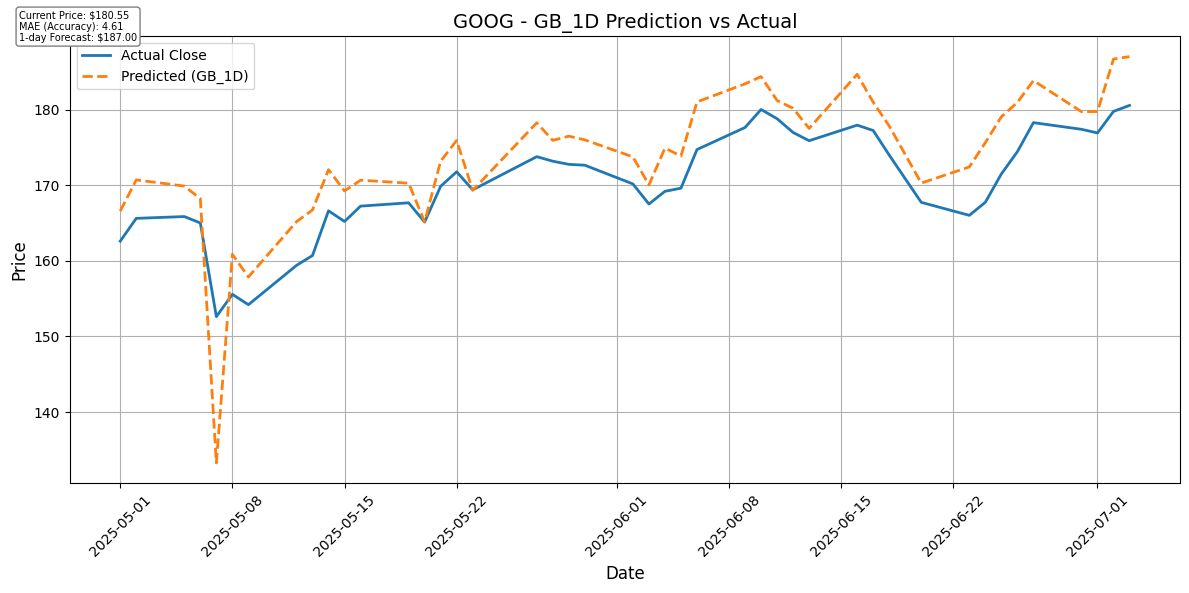 GOOG - GB_1D Prediction vs Actual
Current Price: $180.55
MAE (Accuracy): 4.61
1-day Forecast: $187.00
Actual Close
Predicted (GB_1D)
Price
180
170
160
150
140
2025-05-01
2025-05-08
2025-05-15
2025-05-22
2025-06-01
2025-06-08
2025-06-15
2025-06-22
2025-07-01
Date